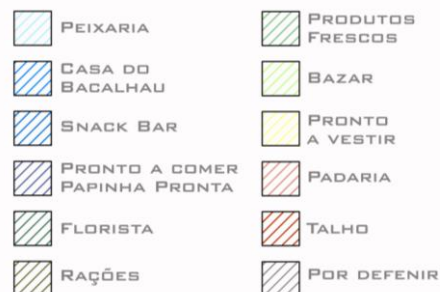 PEIXARIA
CASA DO
BACALHAU
SNACK BAR
PRONTO A COMER
PAPINHA PRONTA
FLORISTA
RAÇÕES
PRODUTOS
FRESCOS
BAZAR
PRONTO
A VESTIR
PADARIA
TALHO
POR DEFENIR